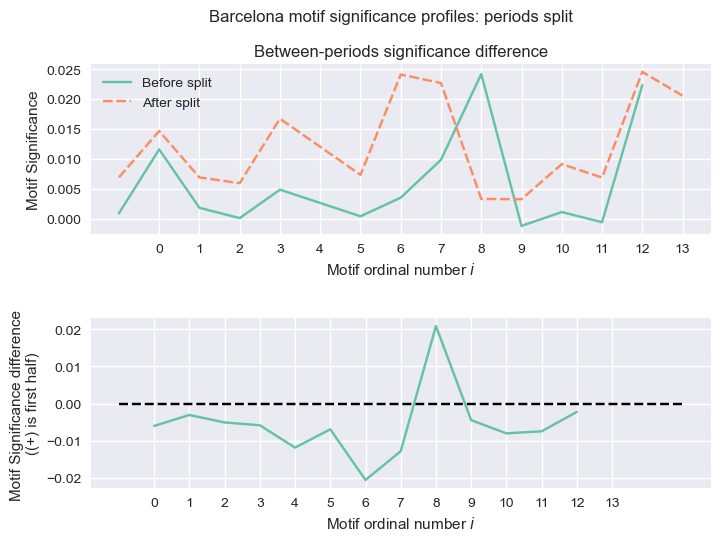 Barcelona motif significance profiles: periods split
Between-periods significance difference
Motif Significance
0.025
0.020
0.015
0.010
0.005
0.000
Before split
After split
0 1 2 3 4 5 6 7 8 9 10 11 12 13
Motif ordinal number i
Motif Significance difference
((+) is first half)
0.02
0.01
0.00
−0.01
−0.02
0 1 2 3 4 5 6 7 8 9 10 11 12 13
Motif ordinal number i